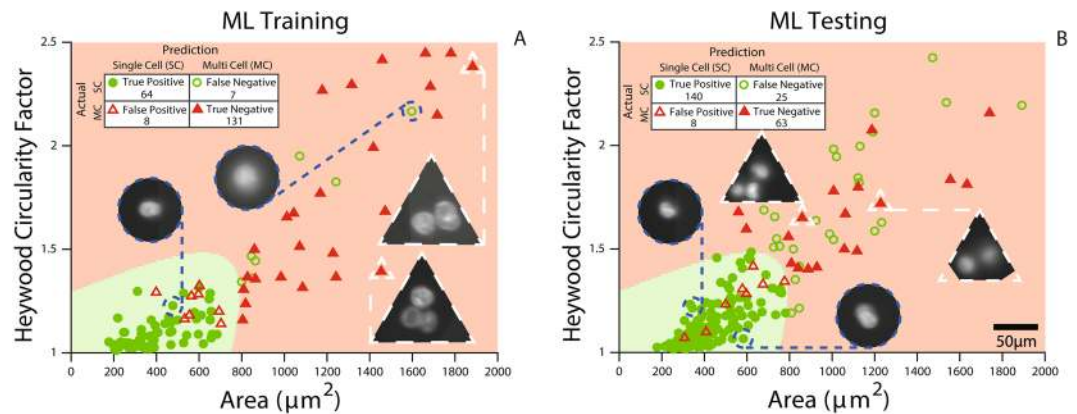 ML Training
A
Heywood Circularity Factor
2.5
2
1.5
1
Prediction
Single Cell (SC)
Multi Cell (MC)
Actual
SC
MC
True Positive
64
False Negative
7
False Positive
8
True Negative
131
0
200
400
600
800
1000
1200
1400
1600
1800
2000
Area (μm²)
ML Testing
B
Heywood Circularity Factor
2.5
2
1.5
1
Prediction
Single Cell (SC)
Multi Cell (MC)
Actual
SC
MC
True Positive
140
False Negative
25
False Positive
8
True Negative
63
50μm
0
200
400
600
800
1000
1200
1400
1600
1800
2000
Area (μm²)